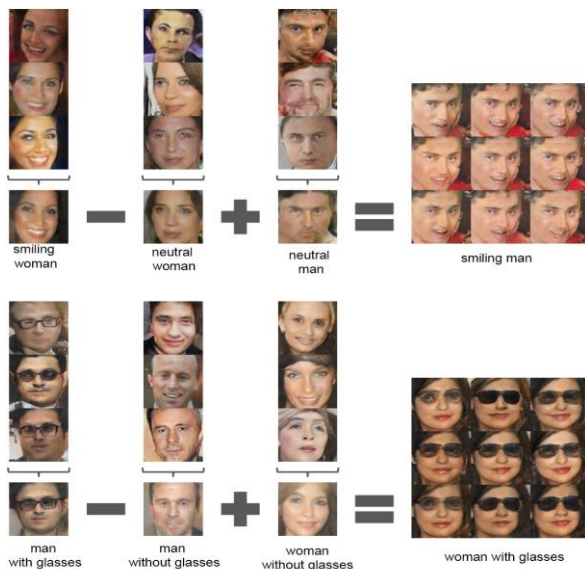 smiling
woman
neutral
woman
neutral
man
smiling man
man
with glasses
man
without glasses
woman
without glasses
woman with glasses